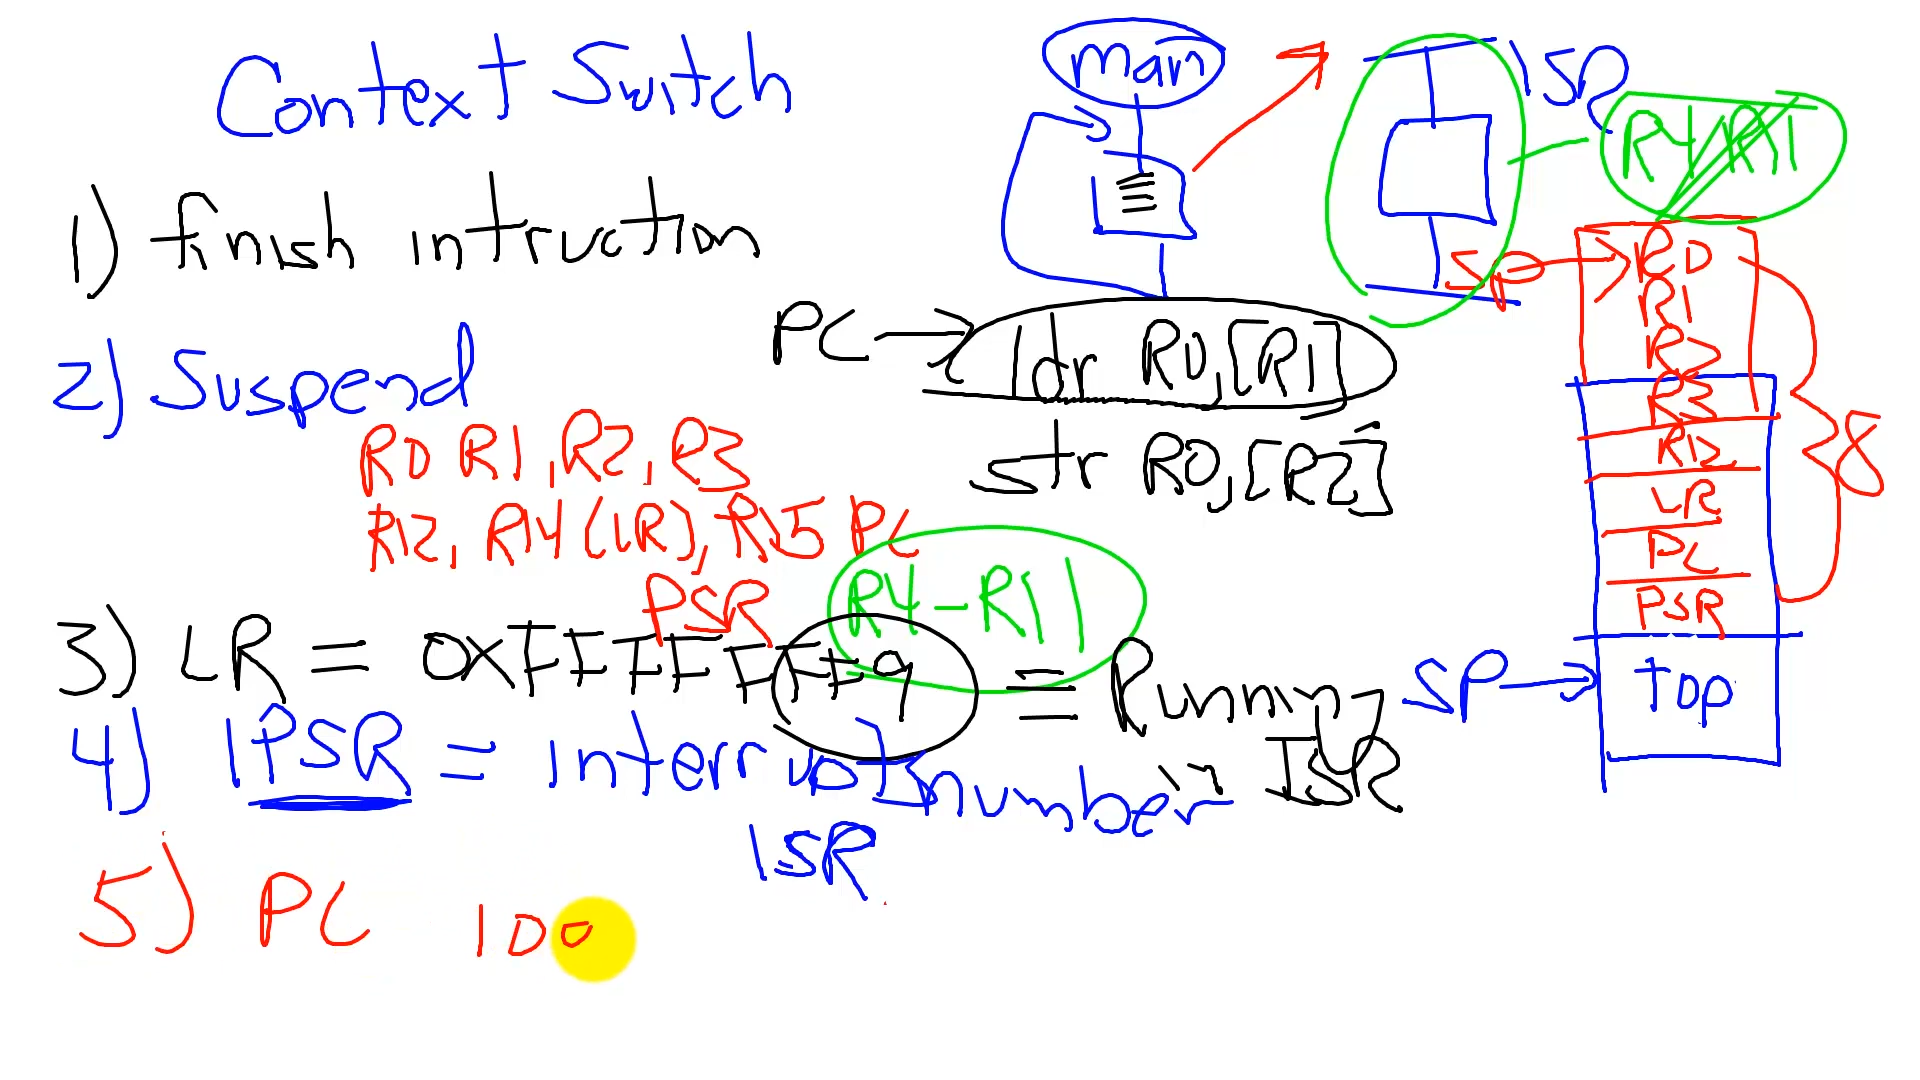 Context Switch
1) finish intruction
2) Suspend
R0 R1, R2, R3
R12, R14 (LR), R15 PC
PSR
R4-R11
3) LR = 0xFFFFFFF9 = Running ISR
4) IPSR = interrupt number
ISR
5) PC
main
ISR
R4/R11
PC
ldr R0,[R1]
str R0,[R2]
SP
R0
R1
R2
R3
R12
LR
PC
PSR
8
SP
top